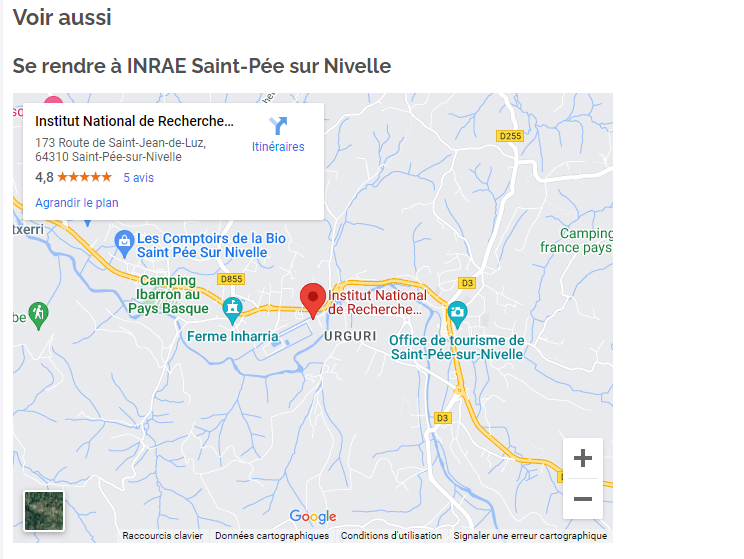 Voir aussi
Se rendre à INRAE Saint-Pée sur Nivelle
Institut National de Recherche…
173 Route de Saint-Jean-de-Luz,
64310 Saint-Pée-sur-Nivelle
Itinéraires
4,8 ★★★★★ 5 avis
Agrandir le plan
D255
Les Comptoirs de la Bio
Saint Pée Sur Nivelle
Camping
france pays
D855
D3
Camping
Ibarron au
Pays Basque
Institut National
de Recherche...
Ferme Inharria
URGURI
Office de tourisme de
Saint-Pée-sur-Nivelle
D3
Google
Raccourcis clavier
Données cartographiques
Conditions d'utilisation
Signaler une erreur cartographique